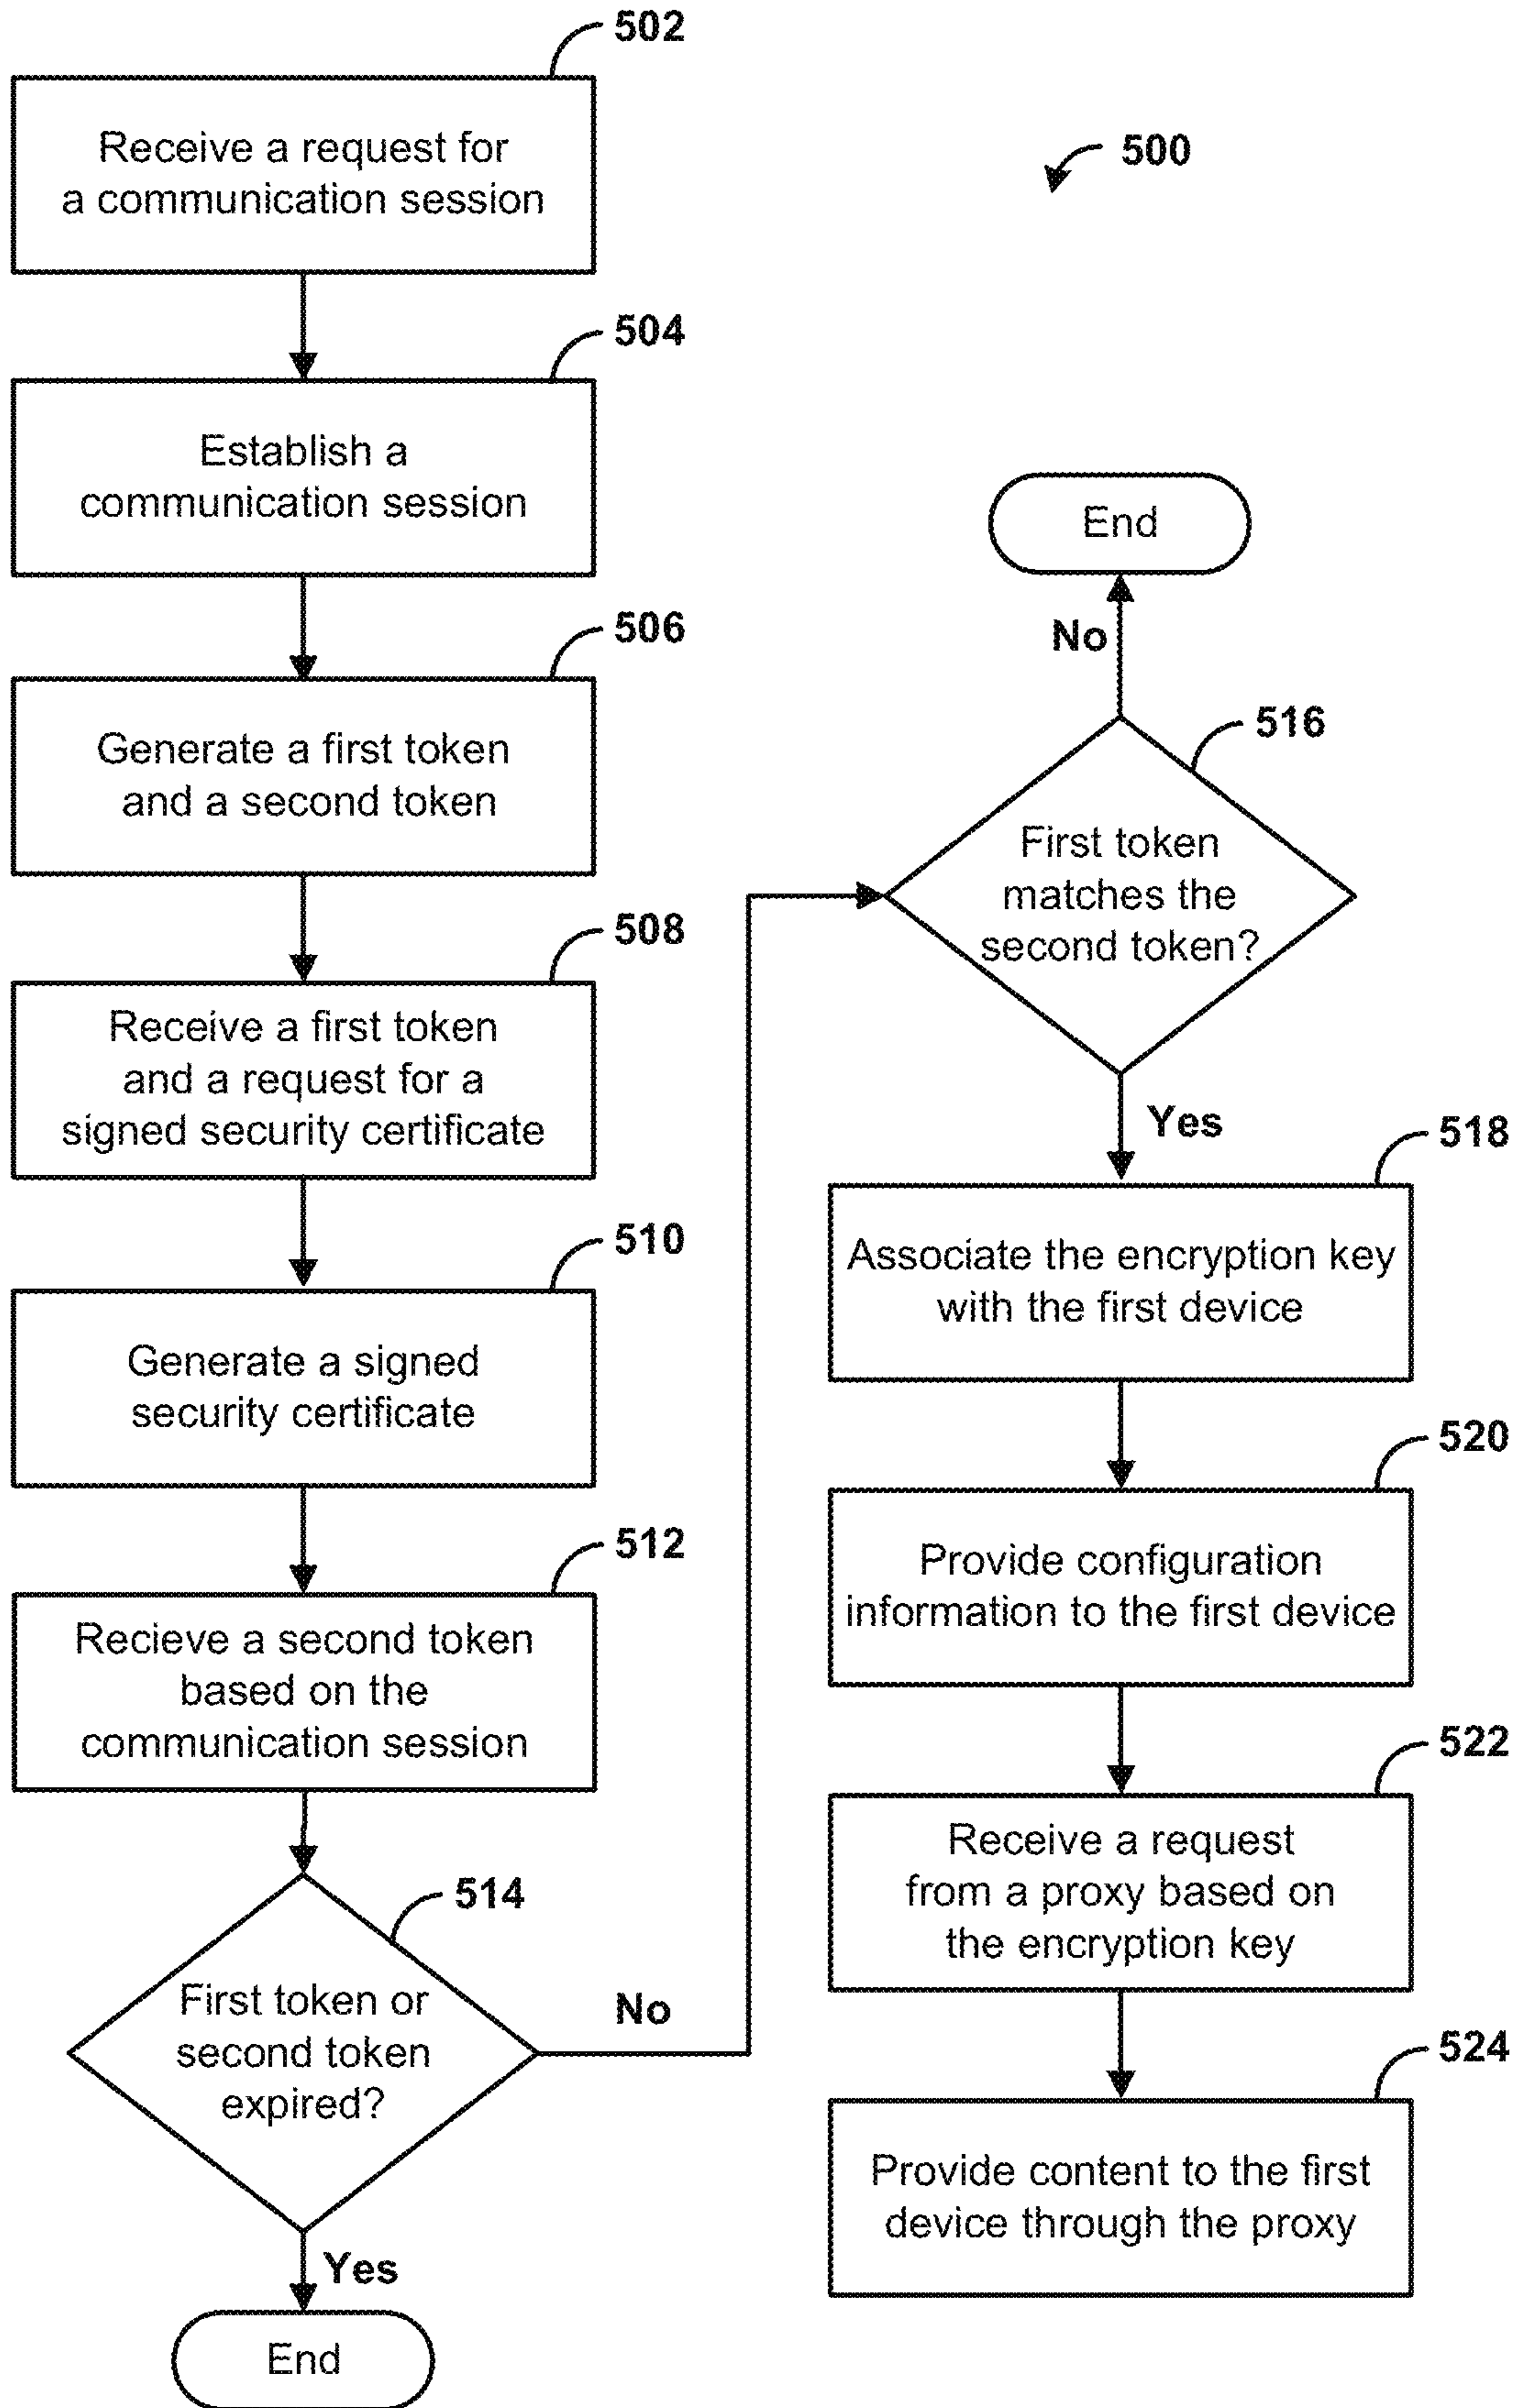 502
Receive a request for
a communication session
504
Establish a
communication session
506
Generate a first token
and a second token
508
Receive a first token
and a request for a
signed security certificate
510
Generate a signed
security certificate
512
Recieve a second token
based on the
communication session
514
First token or
second token
expired?
No
Yes
End
500
End
No
516
First token
matches the
second token?
Yes
518
Associate the encryption key
with the first device
520
Provide configuration
information to the first device
522
Receive a request
from a proxy based on
the encryption key
524
Provide content to the first
device through the proxy